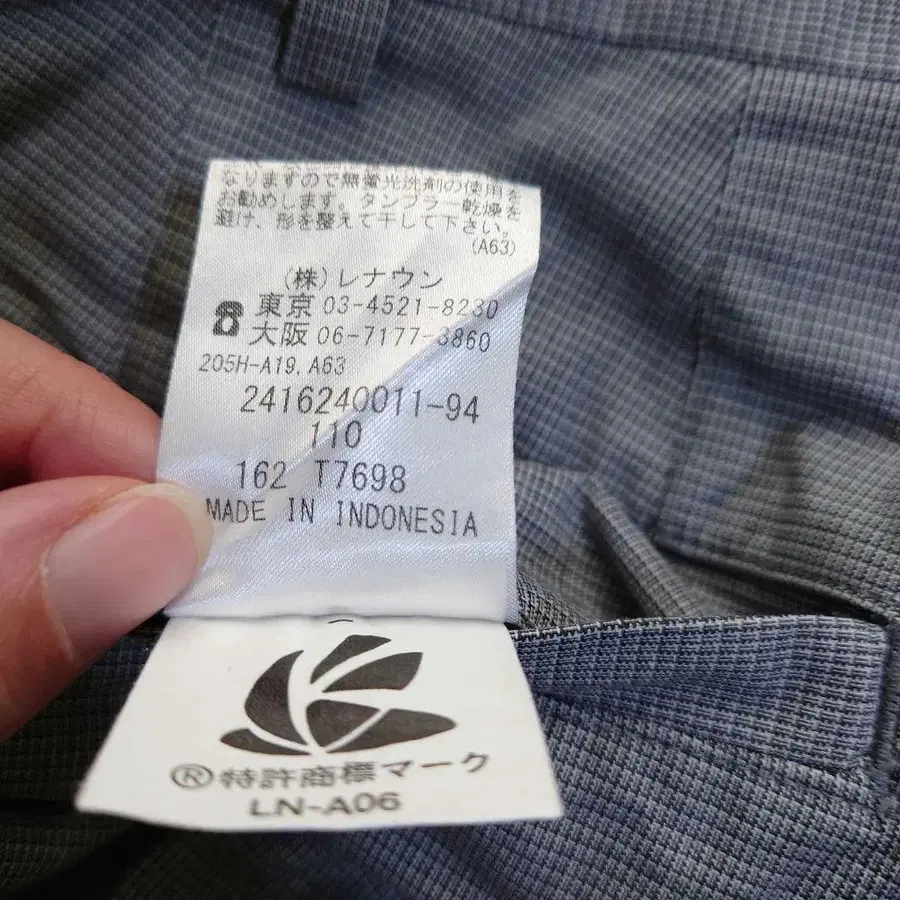 なりますので無蛍光洗剤の使用を
お勧めします。タンブラー乾燥を
避け、形を整えて干して下さい。
(A63)
(株)レナウン
東京 03-4521-8230
大阪 06-7177-3860
205H-A19, A63
2416240011-94
110
162 T7698
MADE IN INDONESIA
®特許商標マーク
LN-A06